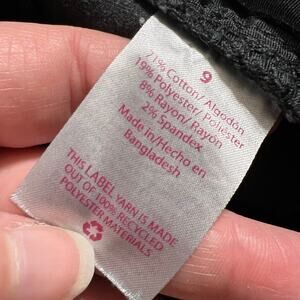 9
71% Cotton/ Algodón
19% Polyester/ Poliéster
8% Rayon/ Rayón
2% Spandex
Made in/Hecho en
Bangladesh
THIS LABEL YARN IS MADE
OUT OF 100% RECYCLED
POLYESTER MATERIALS